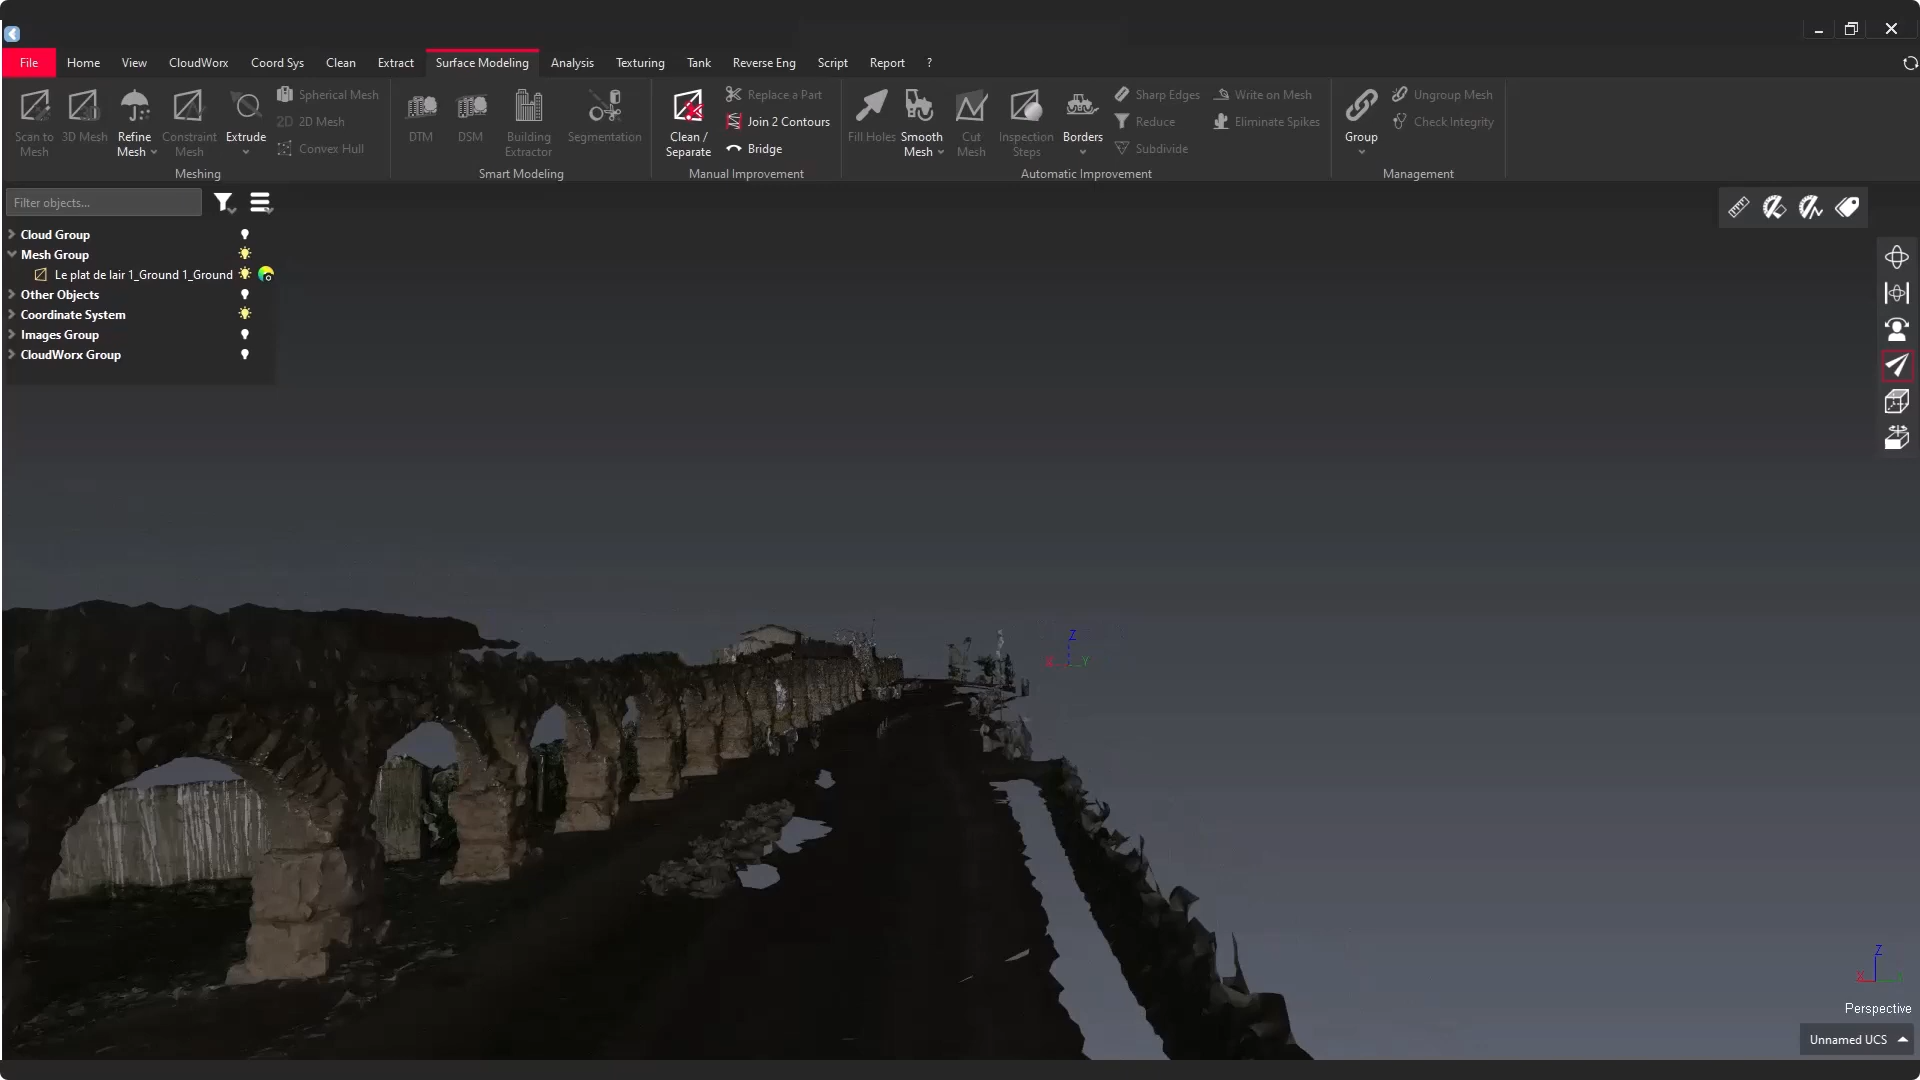 File Home View CloudWorx Coord Sys Clean Extract Surface Modeling Analysis Texturing Tank Reverse Eng Script Report ?
Scan to Mesh
3D Mesh
Refine Mesh
Constraint Mesh
Extrude
Spherical Mesh
2D 2D Mesh
Convex Hull
Meshing
DTM
DSM
Building Extractor
Segmentation
Smart Modeling
Clean / Separate
Replace a Part
Join 2 Contours
Bridge
Manual Improvement
Fill Holes
Smooth Mesh
Cut Mesh
Inspection Steps
Borders
Sharp Edges
Reduce
Subdivide
Write on Mesh
Eliminate Spikes
Automatic Improvement
Group
Ungroup Mesh
Check Integrity
Management
Filter objects...
Cloud Group
Mesh Group
Le plat de lair 1_Ground 1_Ground
Other Objects
Coordinate System
Images Group
CloudWorx Group
Z
X Y
Z
X
Perspective
Unnamed UCS